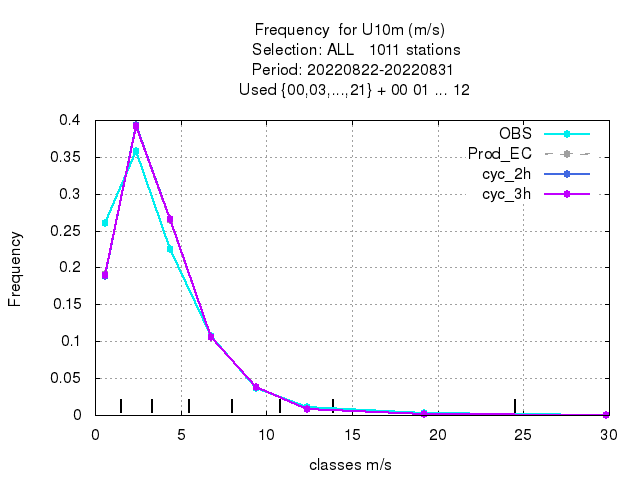 Frequency  for U10m (m/s)
Selection: ALL   1011 stations
Period: 20220822-20220831
Used {00,03,...,21} + 00 01 ... 12
OBS
Prod_EC
cyc_2h
cyc_3h
0.4
0.35
0.3
0.25
0.2
0.15
0.1
0.05
0
Frequency
0 5 10 15 20 25 30
classes m/s